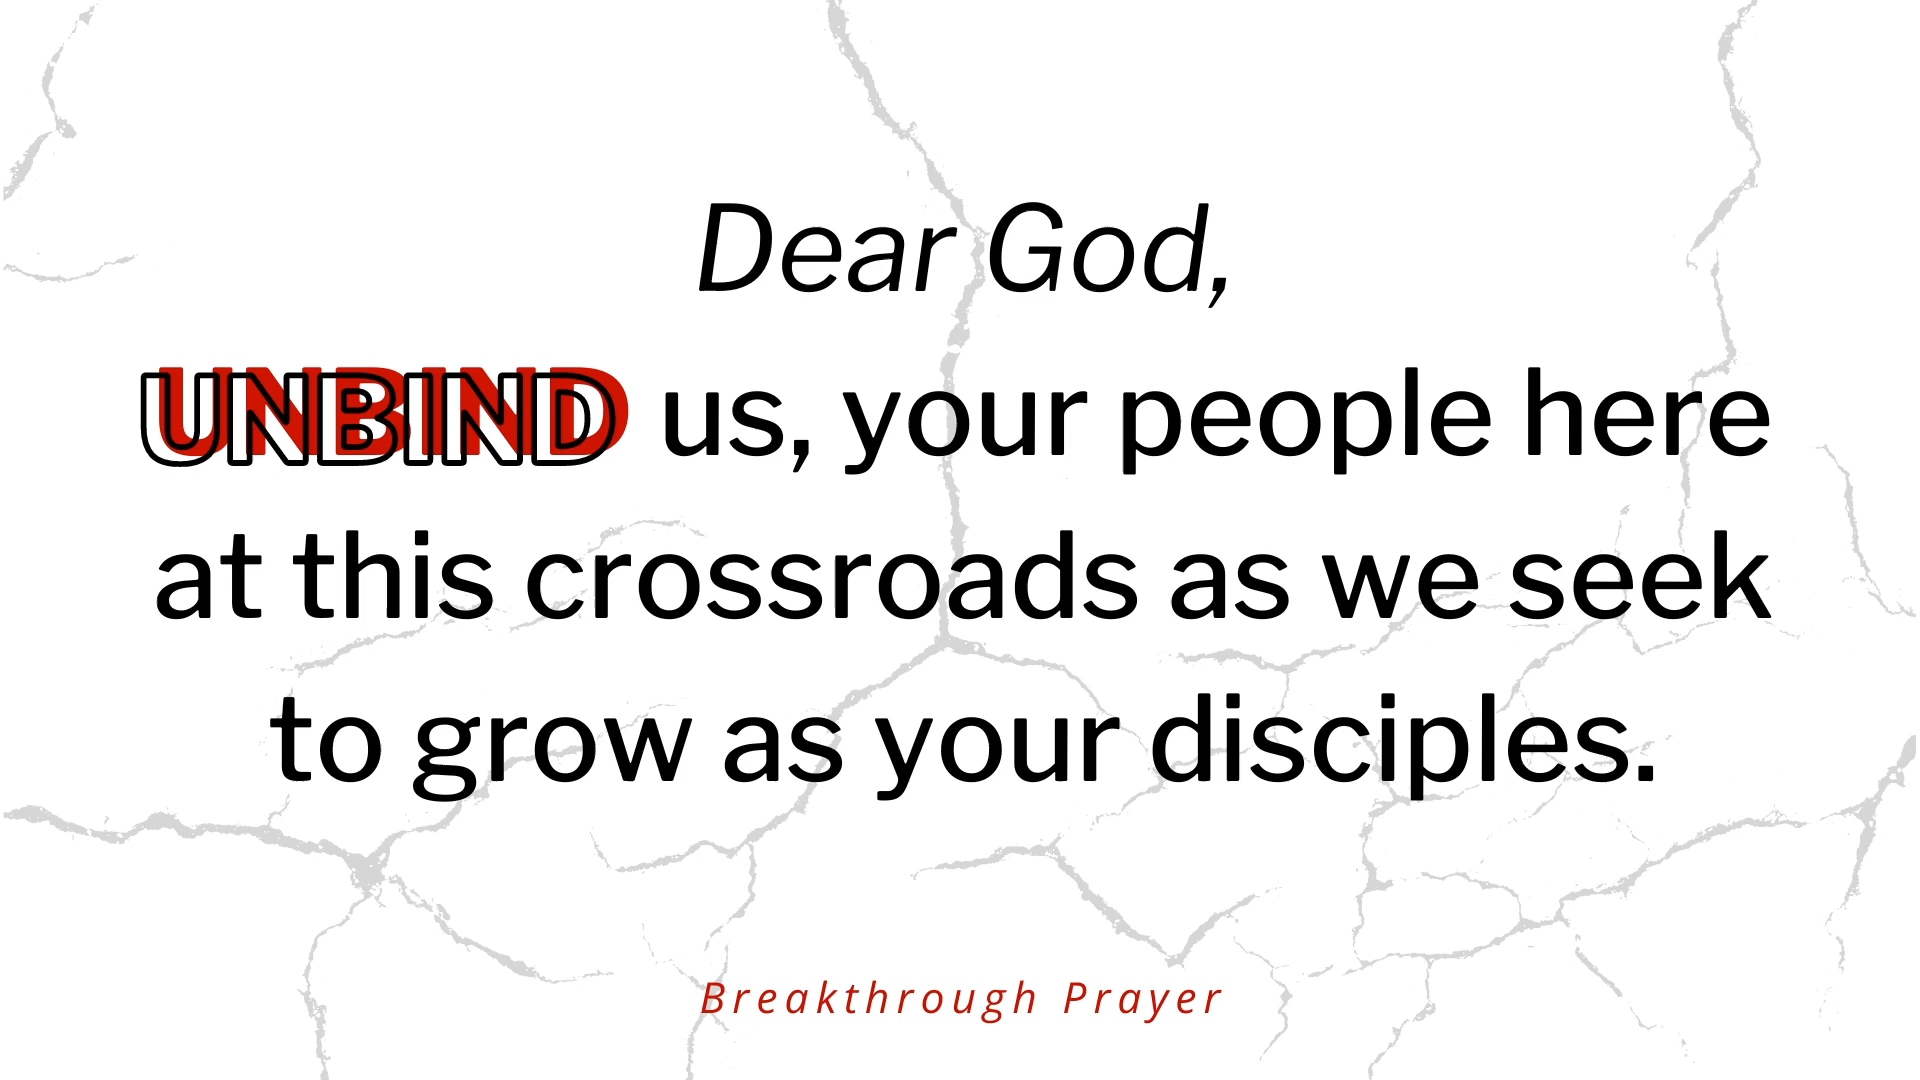 Dear God,
UNBIND us, your people here
at this crossroads as we seek
to grow as your disciples.
Breakthrough Prayer